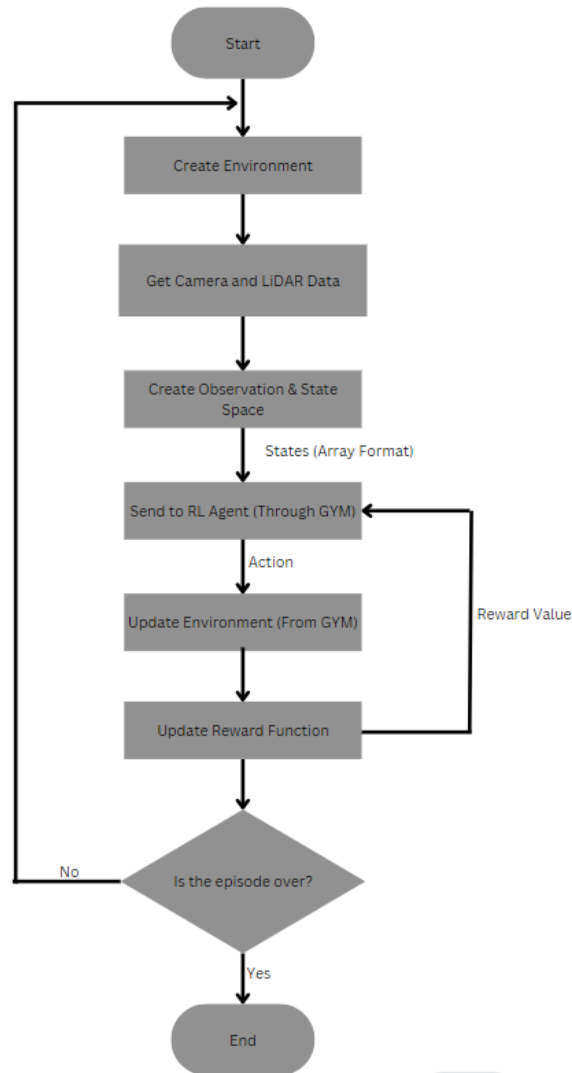 Start
Create Environment
Get Camera and LiDAR Data
Create Observation & State
Space
States (Array Format)
Send to RL Agent (Through GYM)
Action
Update Environment (From GYM)
Reward Value
Update Reward Function
Is the episode over?
No
Yes
End